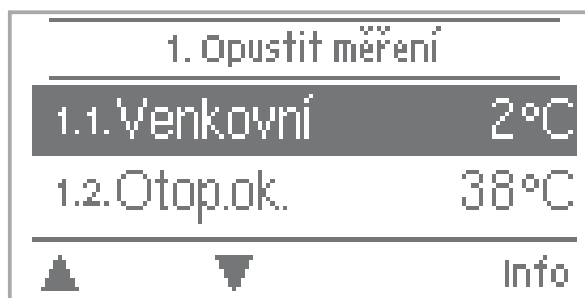 1. Opustit měření
1.1. Venkovní 2°C
1.2. Otop.ok. 38°C
▲ ▼ Info